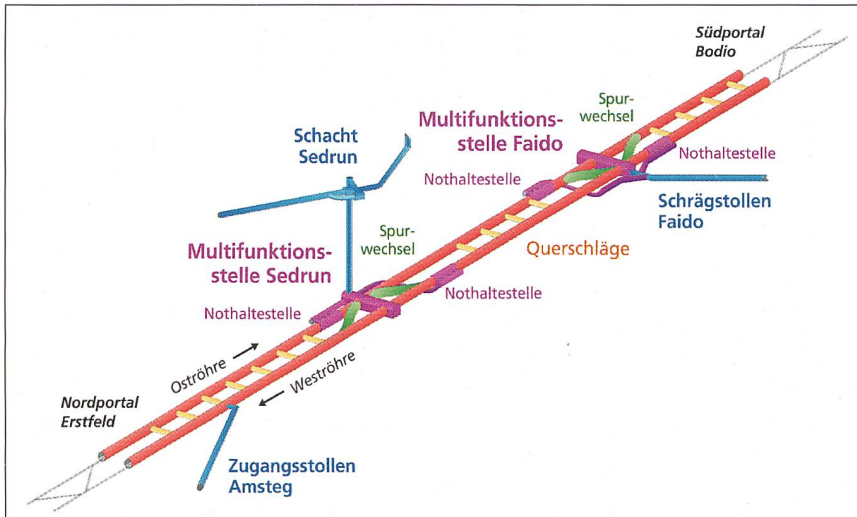 Südportal
Bodio
Spur-
wechsel
Multifunktions-
stelle Faido
Schacht
Sedrun
Nothaltestelle
Nothaltestelle
Schrägstollen
Faido
Spur-
wechsel
Querschläge
Multifunktions-
stelle Sedrun
Nothaltestelle
Nothaltestelle
Oströhre
Weströhre
Nordportal
Erstfeld
Zugangsstollen
Amsteg